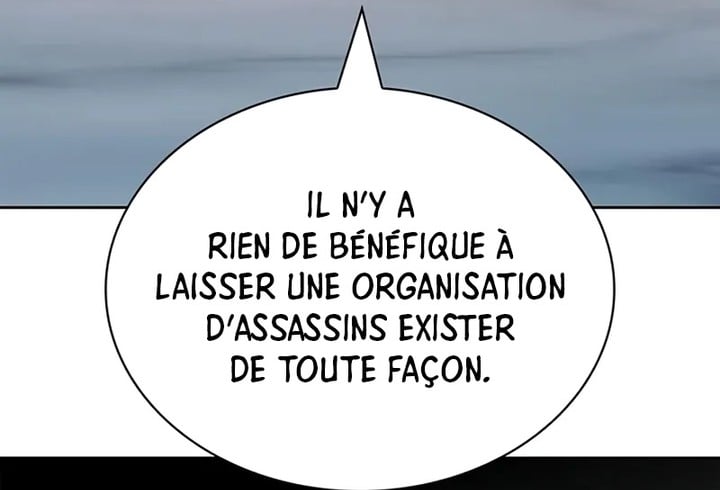 IL N'Y A
RIEN DE BÉNÉFIQUE À
LAISSER UNE ORGANISATION
D'ASSASSINS EXISTER
DE TOUTE FAÇON.